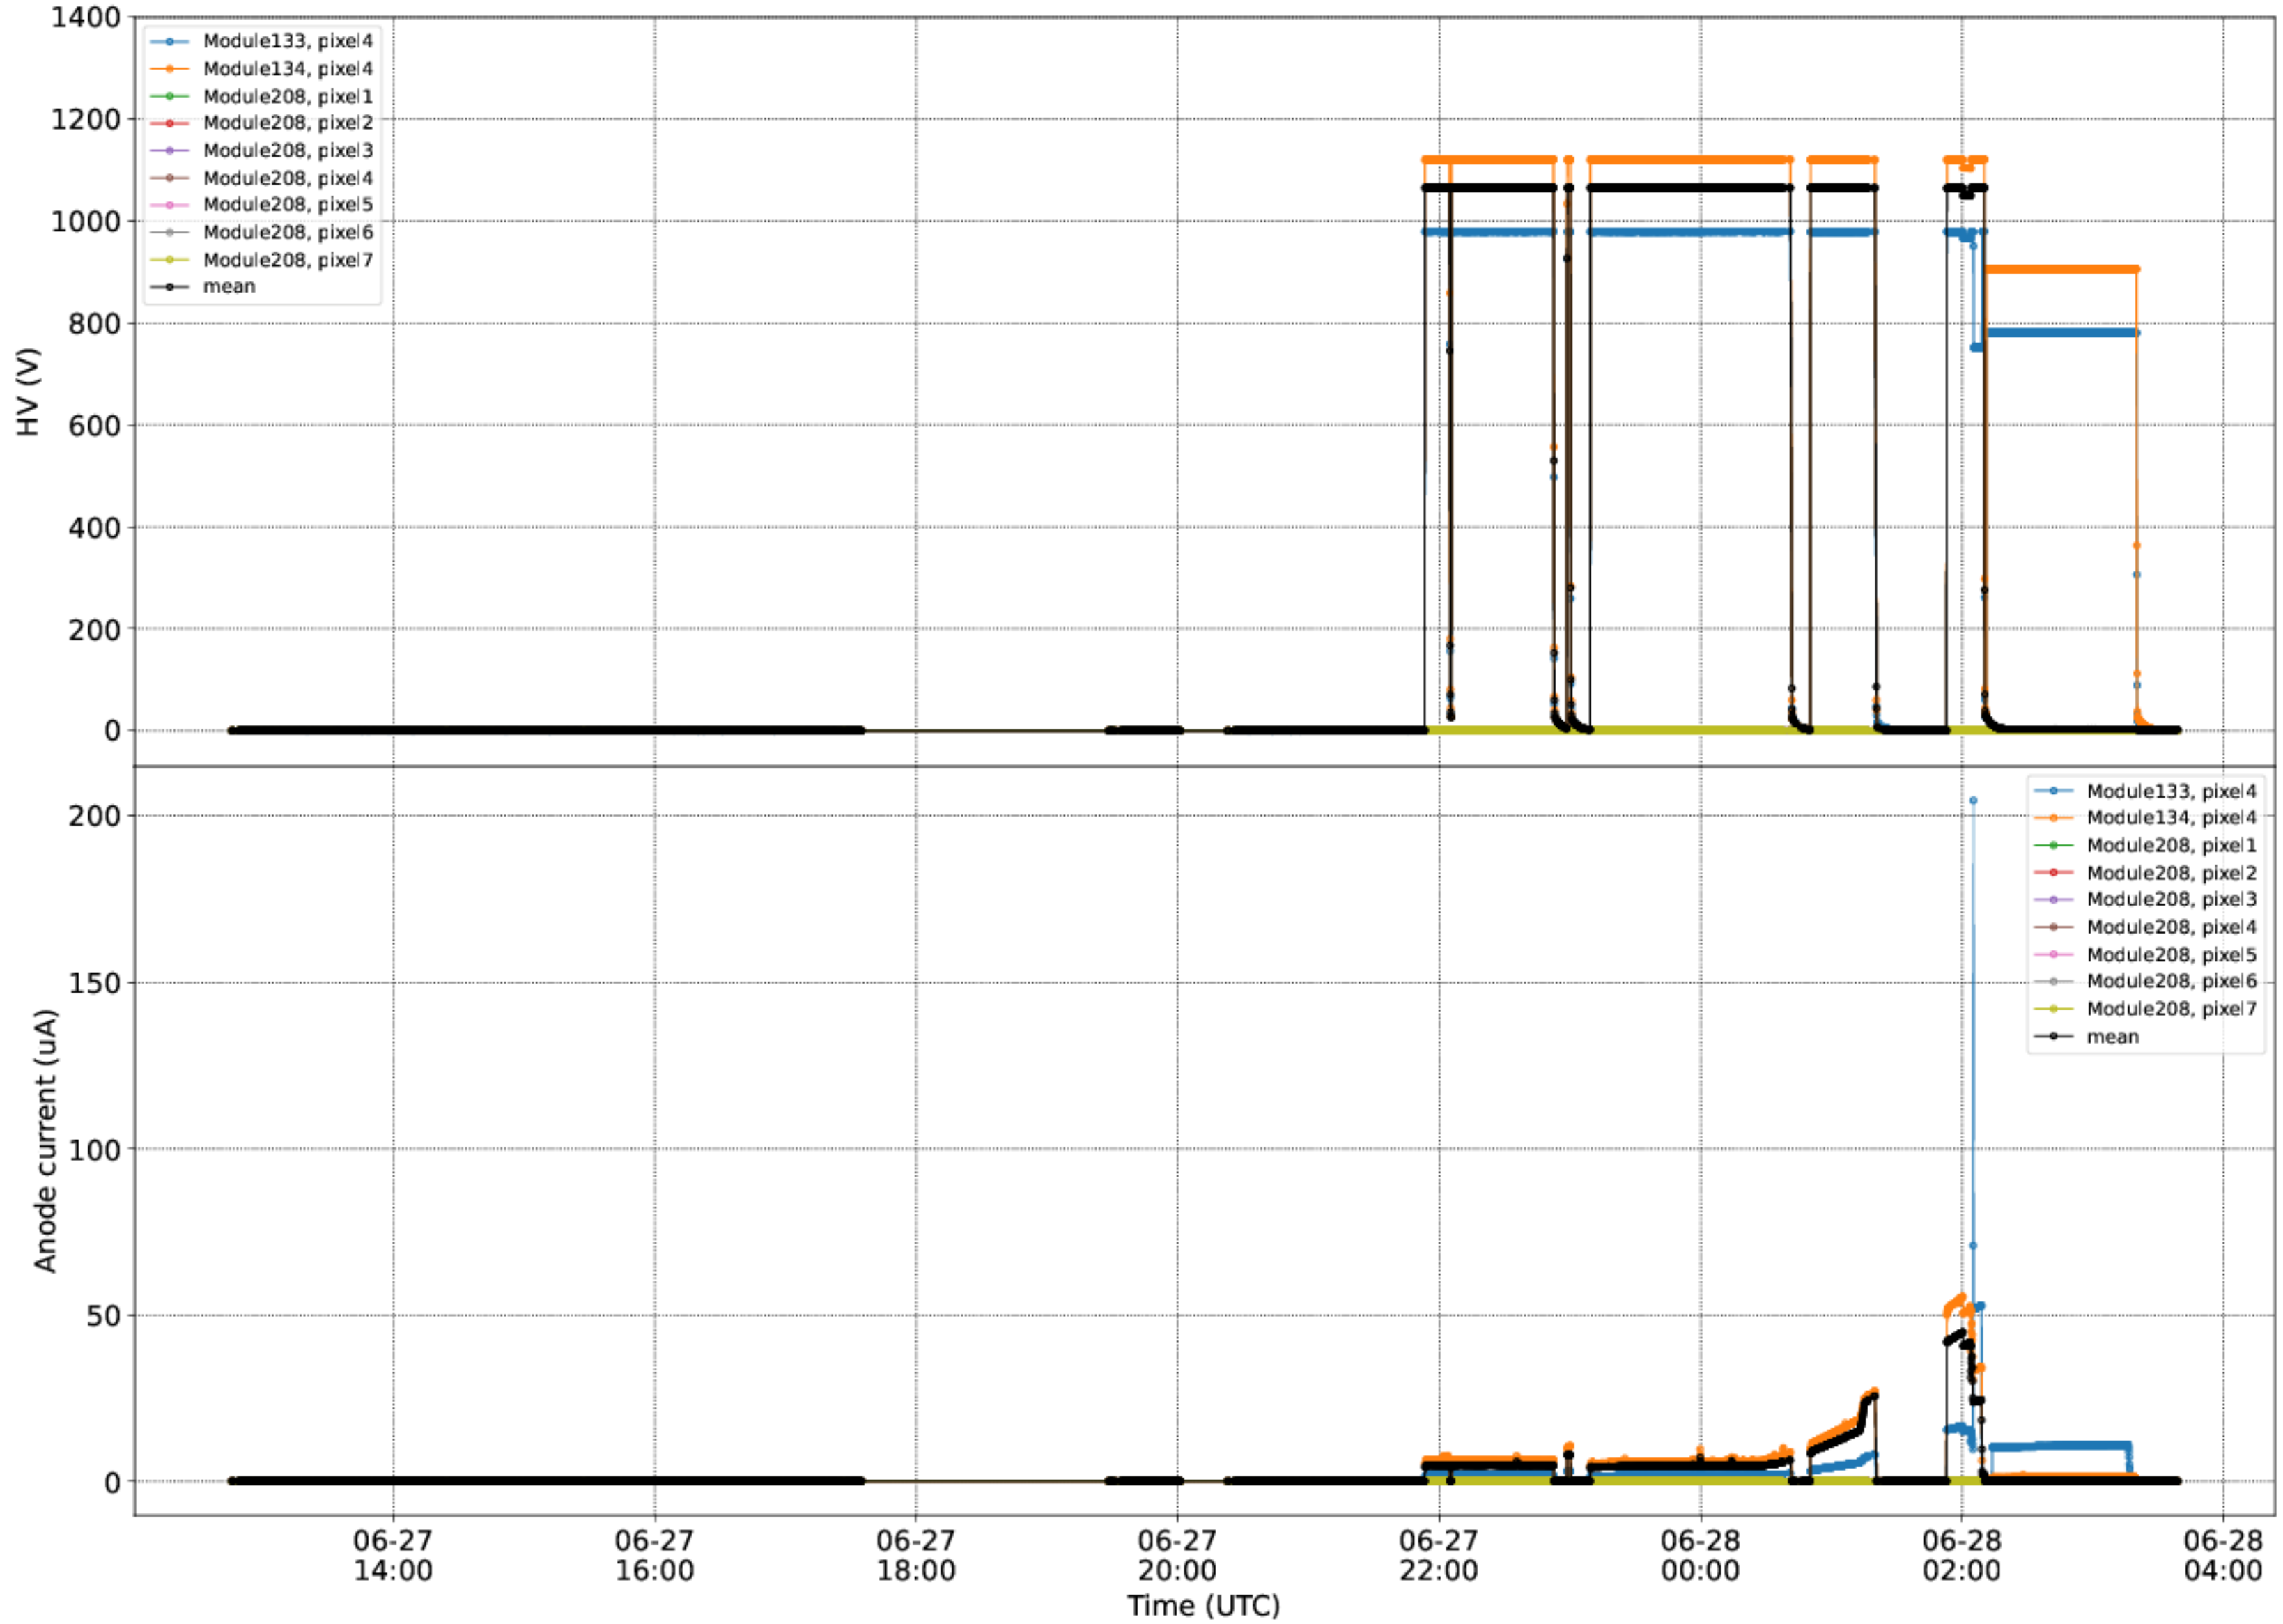 1400
1200
1000
800
600
400
200
0
HV (V)
Module133, pixel4
Module134, pixel4
Module208, pixel1
Module208, pixel2
Module208, pixel3
Module208, pixel4
Module208, pixel5
Module208, pixel6
Module208, pixel7
mean
200
150
100
50
0
Anode current (uA)
Module133, pixel4
Module134, pixel4
Module208, pixel1
Module208, pixel2
Module208, pixel3
Module208, pixel4
Module208, pixel5
Module208, pixel6
Module208, pixel7
mean
06-27 06-27 06-27 06-27 06-27 06-28 06-28 06-28
14:00 16:00 18:00 20:00 22:00 00:00 02:00 04:00
Time (UTC)